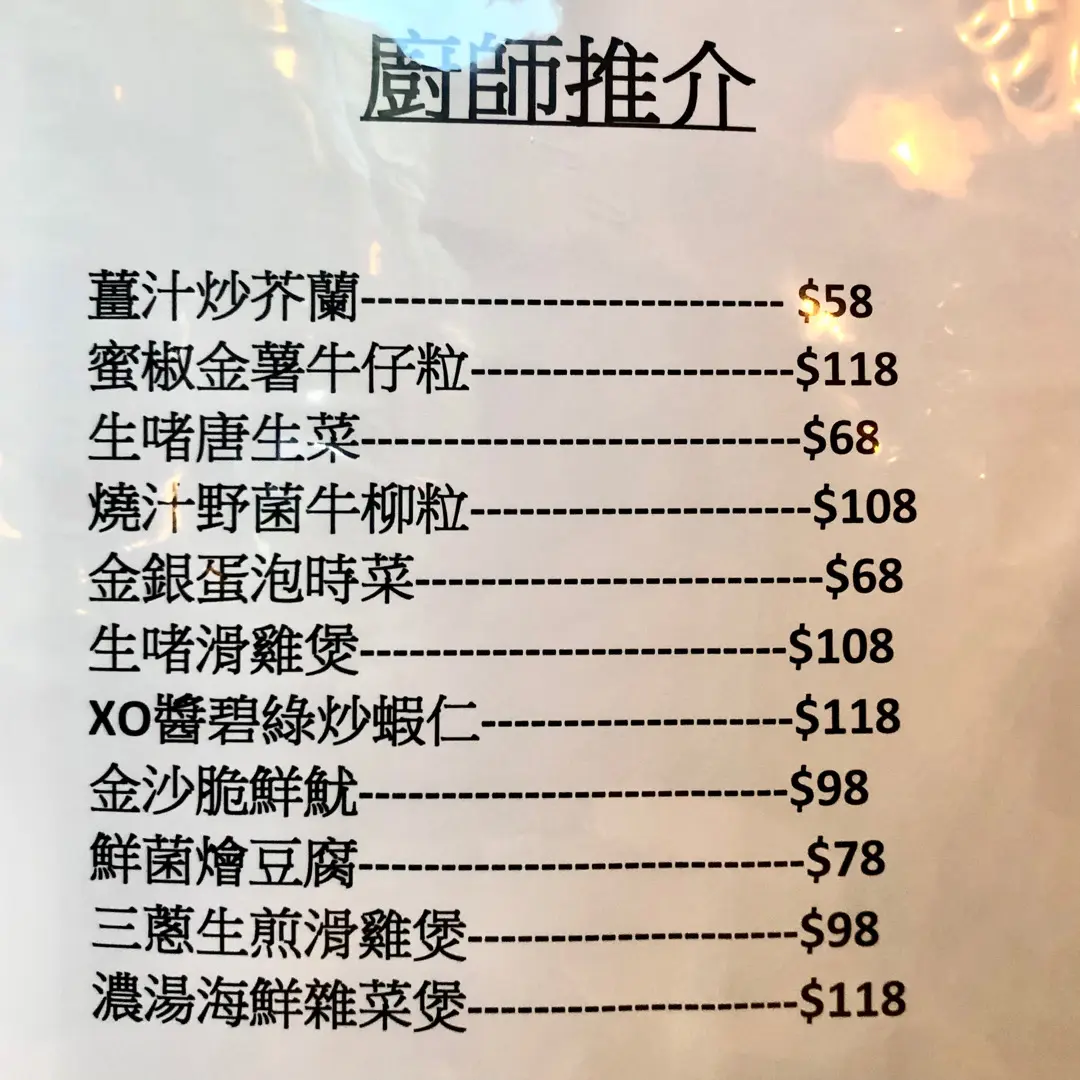 廚師推介
薑汁炒芥蘭-------------------------- $58
蜜椒金薯牛仔粒--------------------$118
生啫唐生菜---------------------------$68
燒汁野菌牛柳粒---------------------$108
金銀蛋泡時菜-------------------------$68
生啫滑雞煲--------------------------$108
XO醬碧綠炒蝦仁-------------------$118
金沙脆鮮魷--------------------------$98
鮮菌燴豆腐---------------------------$78
三蔥生煎滑雞煲--------------------$98
濃湯海鮮雜菜煲--------------------$118